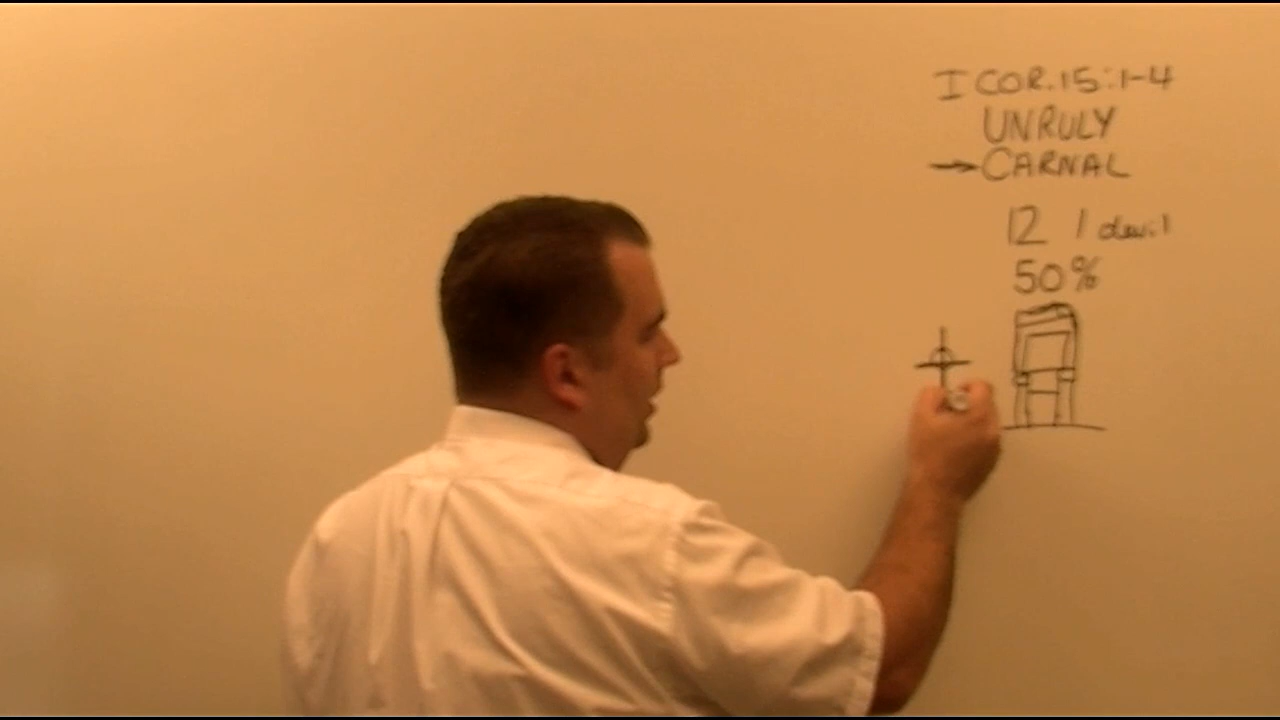 I COR. 15:1-4
UNRULY
→ CARNAL
12 1 devil
50%